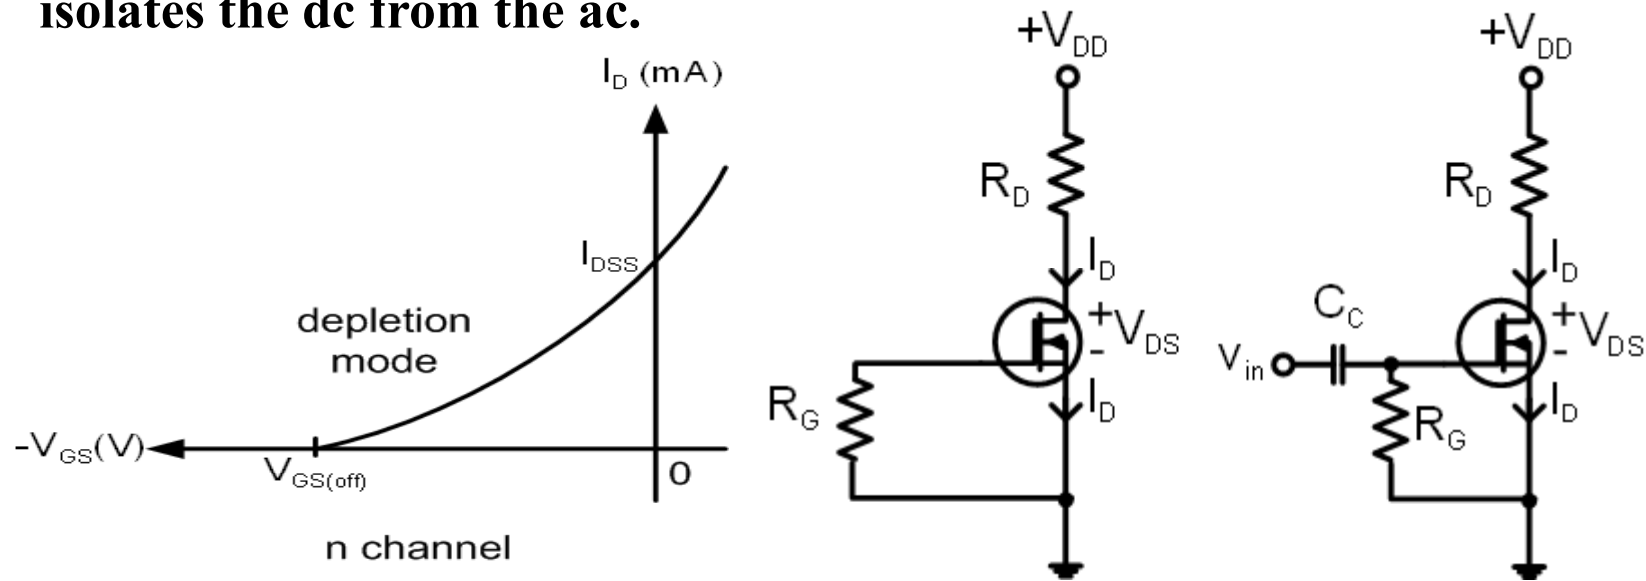 isolates the dc from the ac.
I_D (mA)
I_DSS
depletion
mode
-V_GS(V)
V_GS(off)
0
n channel
+V_DD
R_D
I_D
+
V_DS
-
R_G
I_D
+V_DD
R_D
I_D
C_C
+
V_DS
-
V_in
R_G
I_D